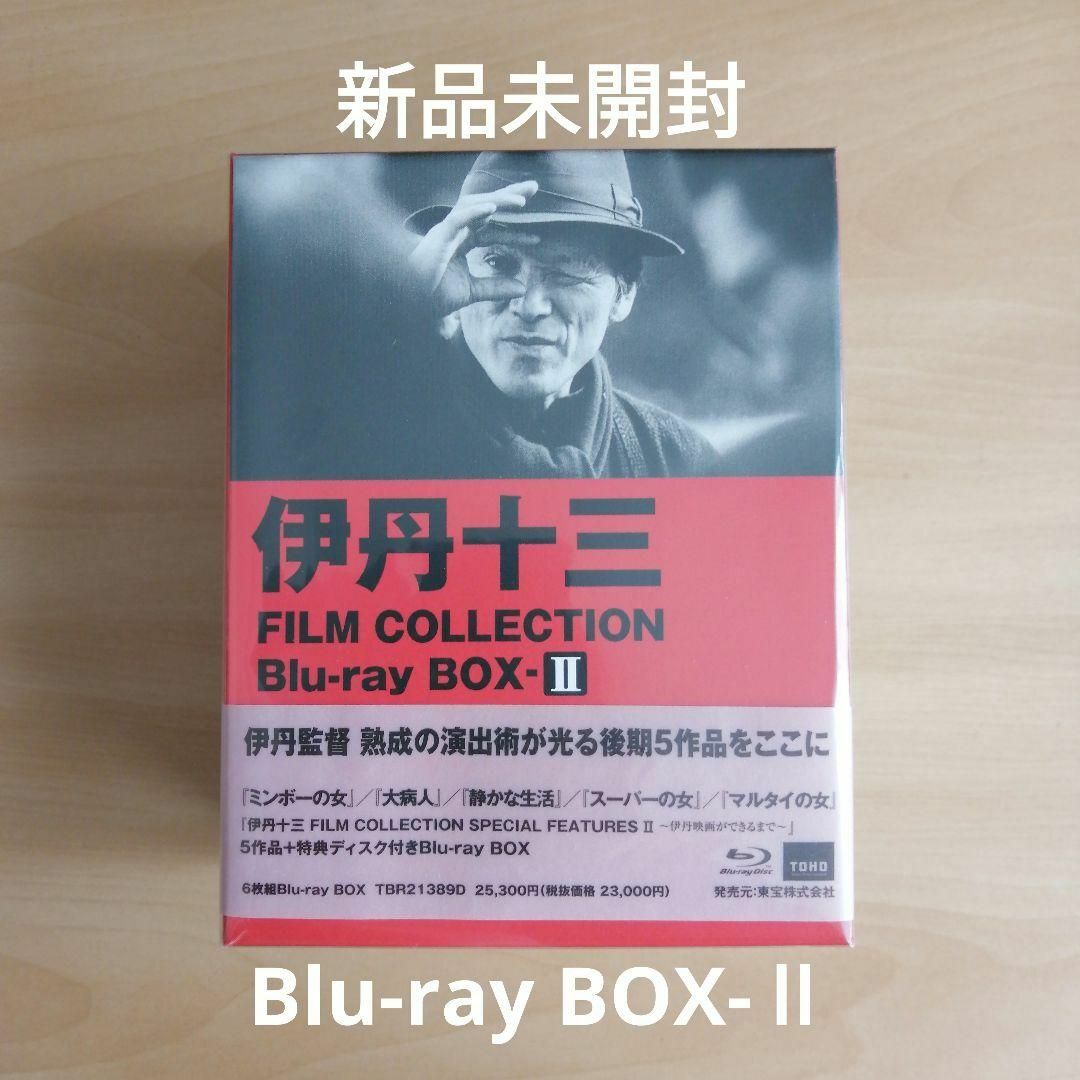 新品未開封
伊丹十三
FILM COLLECTION
Blu-ray BOX-Ⅱ
伊丹監督 熟成の演出術が光る後期5作品をここに
『ミンボーの女』／『大病人』／『静かな生活』／『スーパーの女』／『マルタイの女』
『伊丹十三 FILM COLLECTION SPECIAL FEATURES Ⅱ ～伊丹映画ができるまで～』
5作品＋特典ディスク付きBlu-ray BOX
Blu-ray Disc
TOHO
6枚組Blu-ray BOX TBR21389D 25,300円（税抜価格 23,000円）
発売元：東宝株式会社
Blu-ray BOX-Ⅱ